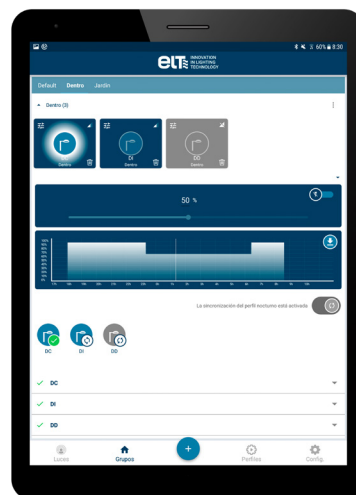 60% 8:30
elt INNOVATION
IN LIGHTING
TECHNOLOGY
Default Dentro Jardín
Dentro (3)
DI DD
Dentro Dentro Dentro
50 %
La sincronización del perfil nocturno está activada
DC DI DD
DC
DI
DD
Luces Grupos + Perfiles Config.